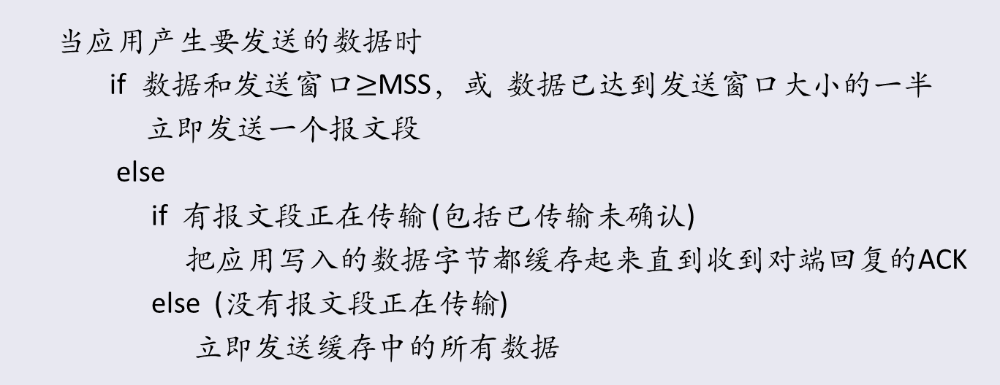 当应用产生要发送的数据时
if 数据和发送窗口≥MSS，或 数据已达到发送窗口大小的一半
立即发送一个报文段
else
if 有报文段正在传输(包括已传输未确认)
把应用写入的数据字节都缓存起来直到收到对端回复的ACK
else (没有报文段正在传输)
立即发送缓存中的所有数据